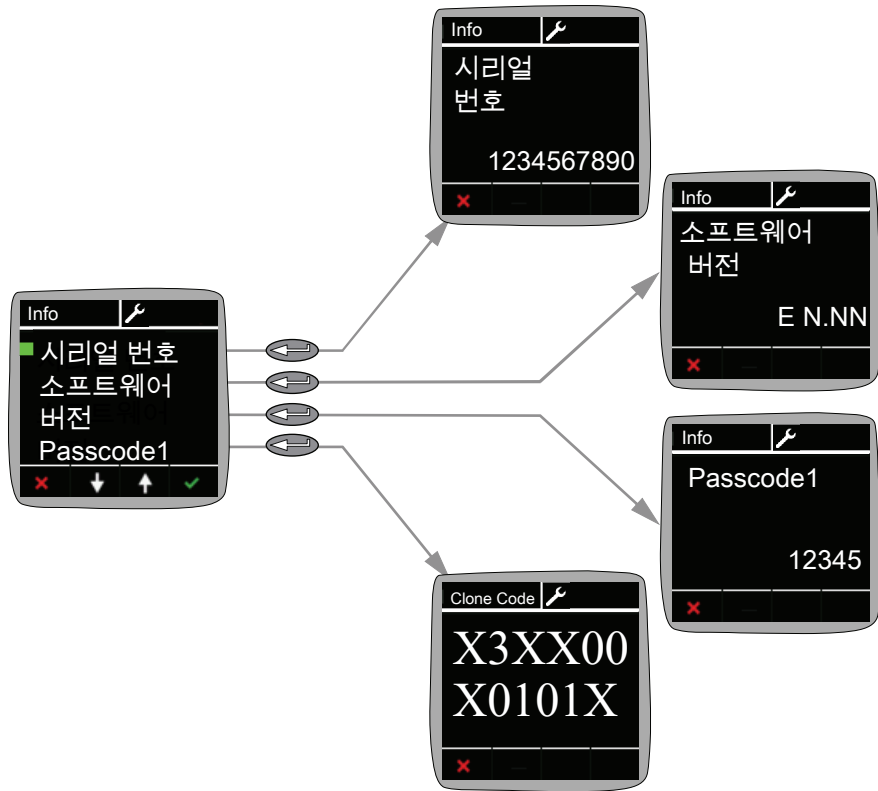 Info
시리얼
번호
1234567890
Info
소프트웨어
버전
E N.NN
Info
시리얼 번호
소프트웨어
버전
Passcode1
Info
Passcode1
12345
Clone Code
X3XX00
X0101X